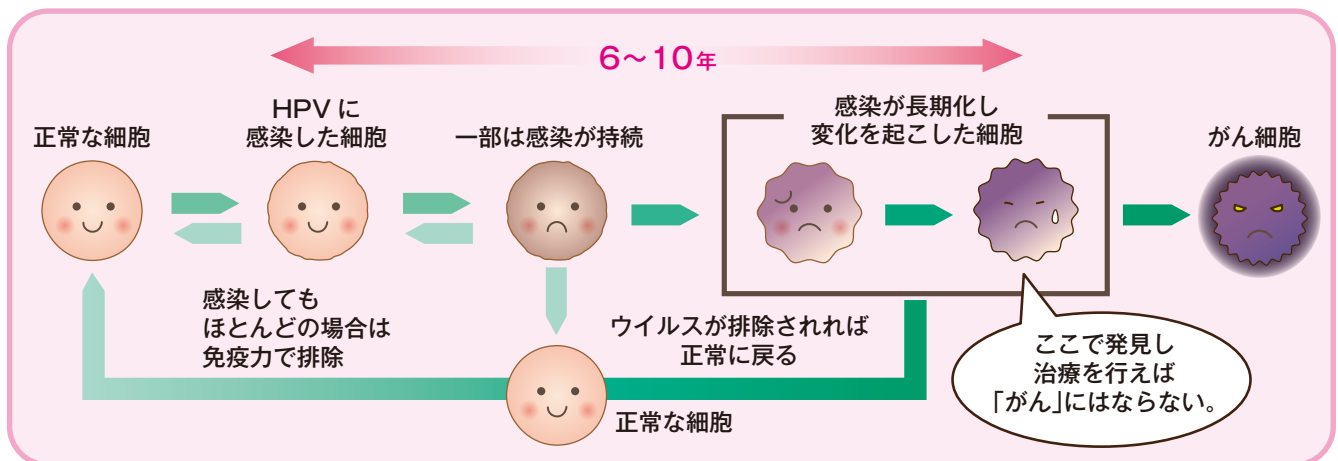 6〜10年
正常な細胞
HPVに
感染した細胞
一部は感染が持続
感染が長期化し
変化を起こした細胞
がん細胞
感染しても
ほとんどの場合は
免疫力で排除
ウイルスが排除されれば
正常に戻る
正常な細胞
ここで発見し
治療を行えば
「がん」にはならない。